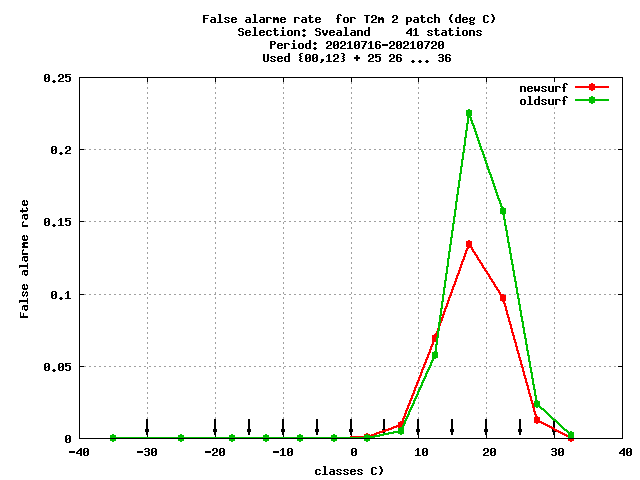 False alarme rate  for T2m 2 patch (deg C)
Selection: Svealand     41 stations
Period: 20210716-20210720
Used {00,12} + 25 26 ... 36
newsurf
oldsurf
0.25
0.2
0.15
0.1
0.05
0
False alarme rate
-40 -30 -20 -10 0 10 20 30 40
classes C)